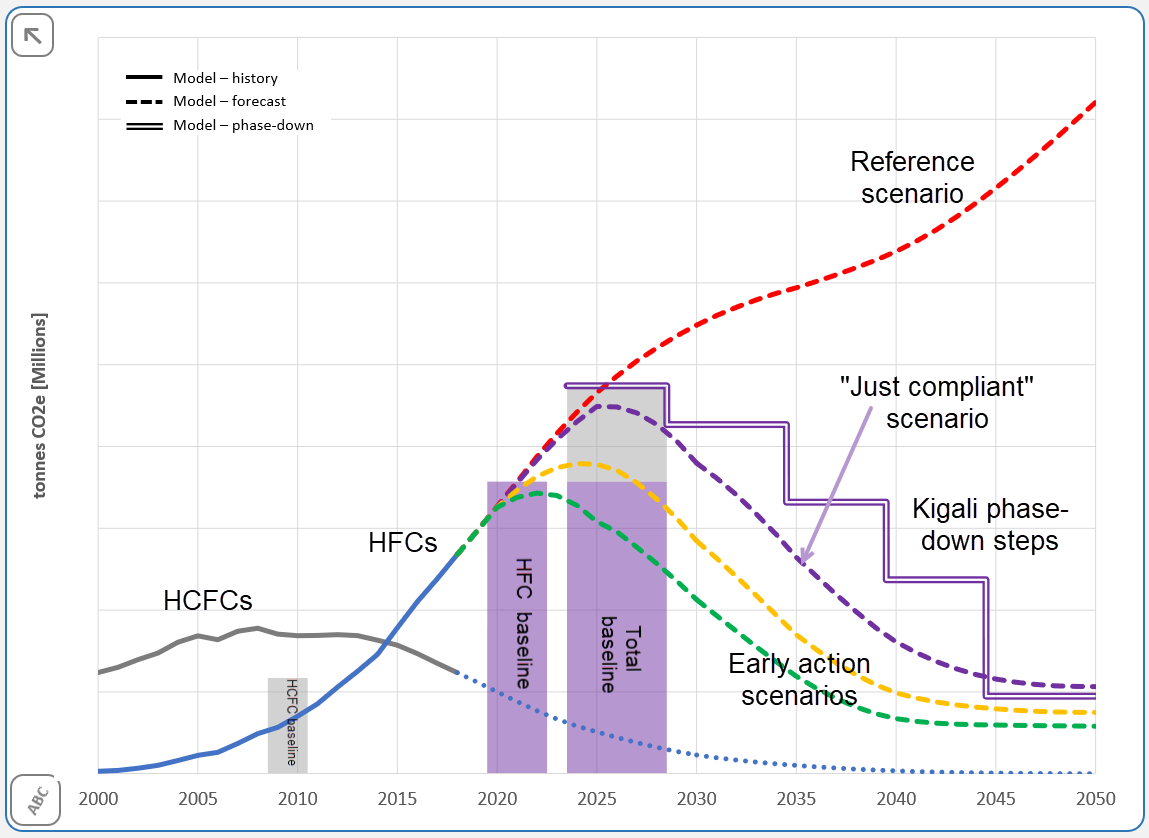 Model – history
Model – forecast
Model – phase-down
Reference
scenario
"Just compliant"
scenario
Kigali phase-
down steps
HFCs
HCFCs
HFC baseline
Total
baseline
HCFC baseline
Early action
scenarios
tonnes CO2e [Millions]
ABC
2000 2005 2010 2015 2020 2025 2030 2035 2040 2045 2050